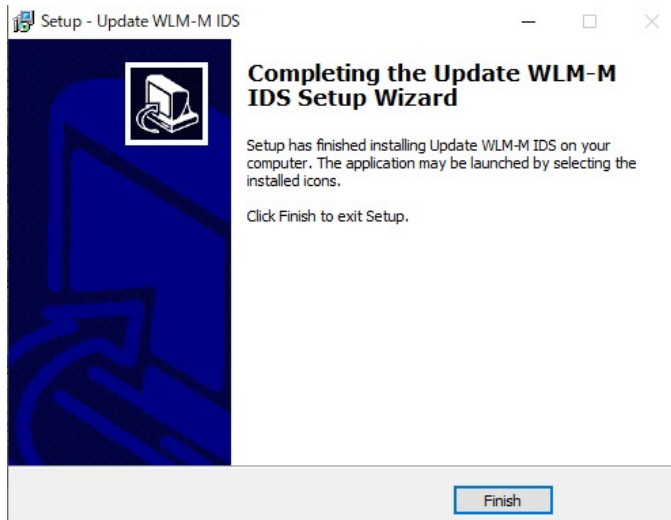 Setup - Update WLM-M IDS
Completing the Update WLM-M
IDS Setup Wizard
Setup has finished installing Update WLM-M IDS on your
computer. The application may be launched by selecting the
installed icons.
Click Finish to exit Setup.
Finish